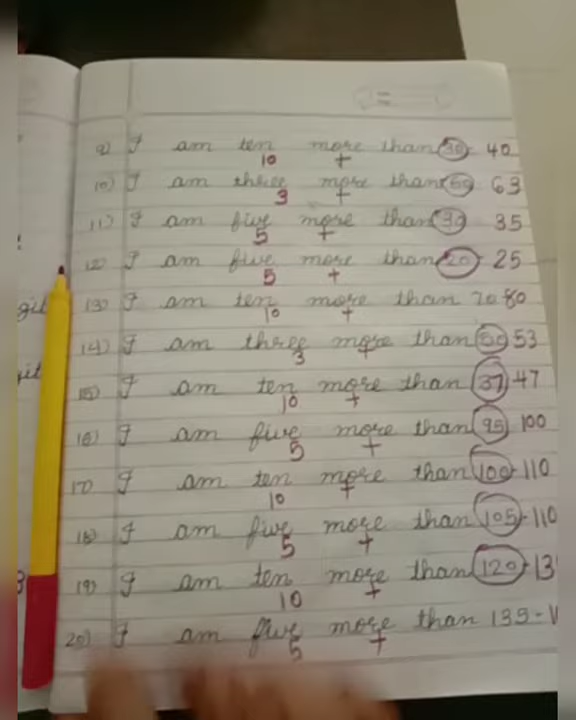 9) I am ten more than 30 40
10 +
10) I am three more than 60 63
3 +
11) I am five more than 30 35
5 +
12) I am five more than 20 25
5 +
13) I am ten more than 70 80
10 +
14) I am three more than 50 53
3 +
15) I am ten more than 37 47
10 +
16) I am five more than 95 100
5 +
17) I am ten more than 100 110
10 +
18) I am five more than 105-110
5 +
19) I am ten more than 120-13
10 +
20) I am five more than 135-1
5 +